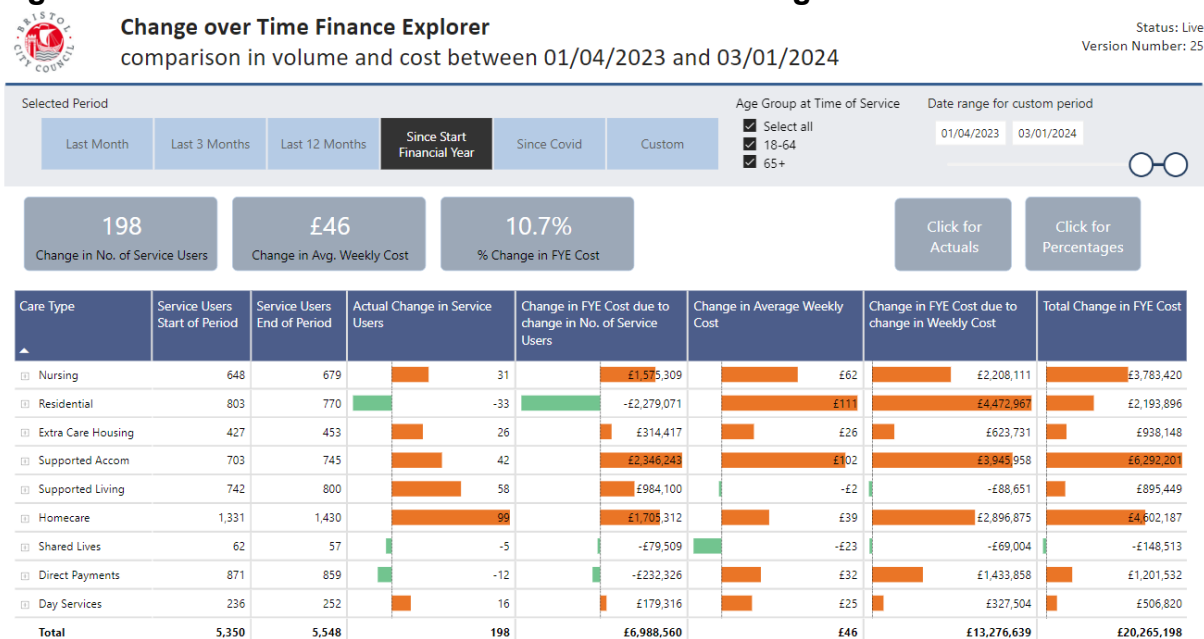 BRISTOL
CITY COUNCIL
Change over Time Finance Explorer
comparison in volume and cost between 01/04/2023 and 03/01/2024
Status: Live
Version Number: 25
Selected Period
Last Month
Last 3 Months
Last 12 Months
Since Start
Financial Year
Since Covid
Custom
Age Group at Time of Service
Select all
18-64
65+
Date range for custom period
01/04/2023 03/01/2024
198
Change in No. of Service Users
£46
Change in Avg. Weekly Cost
10.7%
% Change in FYE Cost
Click for
Actuals
Click for
Percentages
Care Type
Service Users
Start of Period
Service Users
End of Period
Actual Change in Service
Users
Change in FYE Cost due to
change in No. of Service
Users
Change in Average Weekly
Cost
Change in FYE Cost due to
change in Weekly Cost
Total Change in FYE Cost
Nursing 648 679 31 £1,575,309 £62 £2,208,111 £3,783,420
Residential 803 770 -33 -£2,279,071 £111 £4,472,967 £2,193,896
Extra Care Housing 427 453 26 £314,417 £26 £623,731 £938,148
Supported Accom 703 745 42 £2,346,243 £102 £3,945,958 £6,292,201
Supported Living 742 800 58 £984,100 -£2 -£88,651 £895,449
Homecare 1,331 1,430 99 £1,705,312 £39 £2,896,875 £4,602,187
Shared Lives 62 57 -5 -£79,509 -£23 -£69,004 -£148,513
Direct Payments 871 859 -12 -£232,326 £32 £1,433,858 £1,201,532
Day Services 236 252 16 £179,316 £25 £327,504 £506,820
Total 5,350 5,548 198 £6,988,560 £46 £13,276,639 £20,265,198